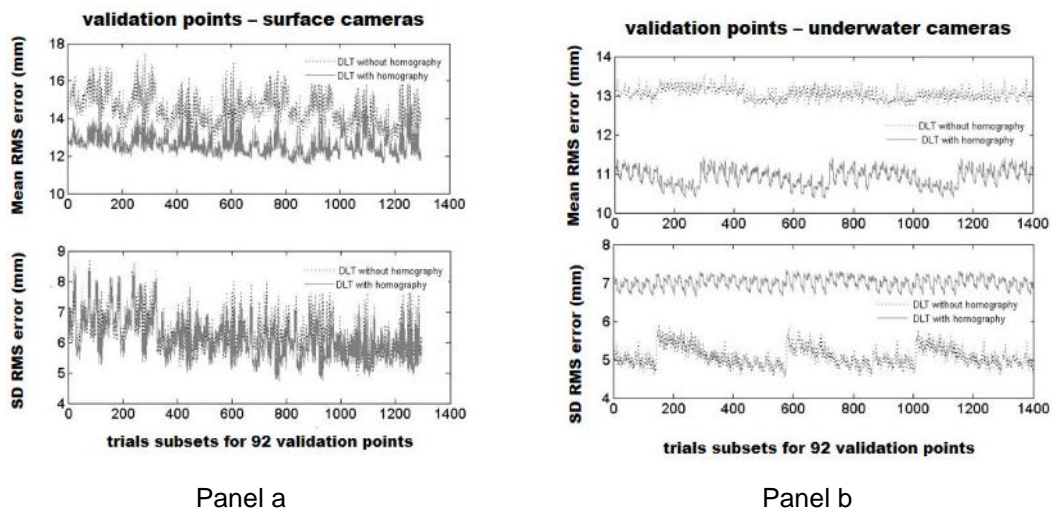 validation points – surface cameras
Mean RMS error (mm)
18
16
14
12
10
DLT without homography
DLT with homography
0 200 400 600 800 1000 1200 1400
SD RMS error (mm)
9
8
7
6
5
4
DLT without homography
DLT with homography
0 200 400 600 800 1000 1200 1400
trials subsets for 92 validation points
Panel a
validation points – underwater cameras
Mean RMS error (mm)
14
13
12
11
10
DLT without homography
DLT with homography
0 200 400 600 800 1000 1200 1400
SD RMS error (mm)
8
7
6
5
4
DLT without homography
DLT with homography
0 200 400 600 800 1000 1200 1400
trials subsets for 92 validation points
Panel b